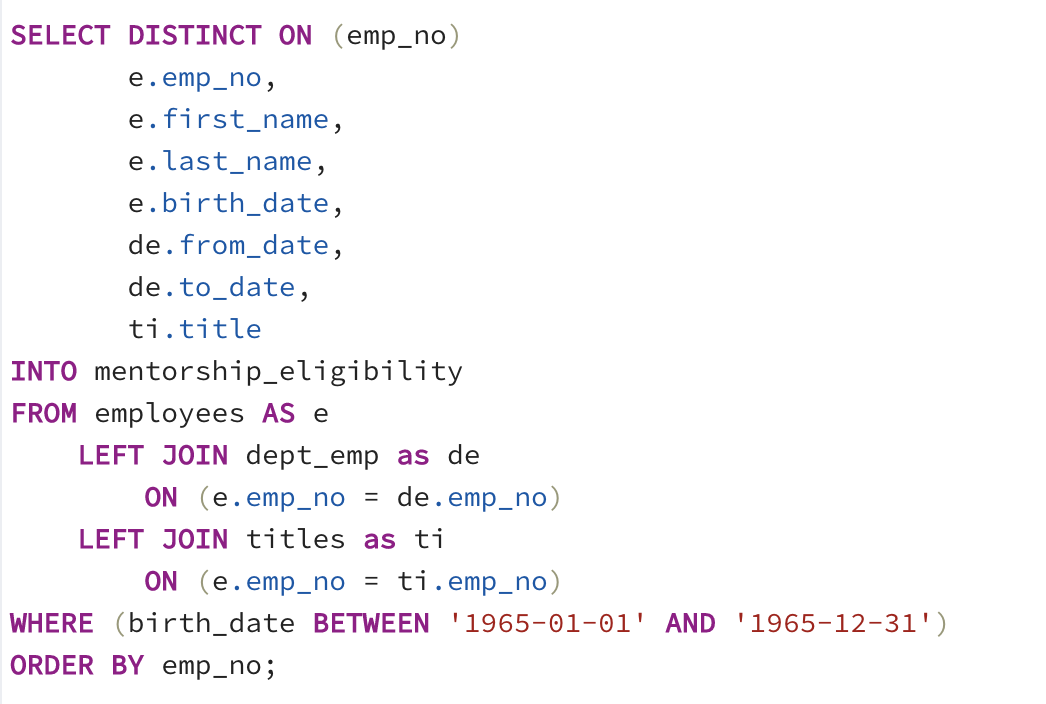 SELECT DISTINCT ON (emp_no)
       e.emp_no,
       e.first_name,
       e.last_name,
       e.birth_date,
       de.from_date,
       de.to_date,
       ti.title
INTO mentorship_eligibility
FROM employees AS e
    LEFT JOIN dept_emp as de
        ON (e.emp_no = de.emp_no)
    LEFT JOIN titles as ti
        ON (e.emp_no = ti.emp_no)
WHERE (birth_date BETWEEN '1965-01-01' AND '1965-12-31')
ORDER BY emp_no;